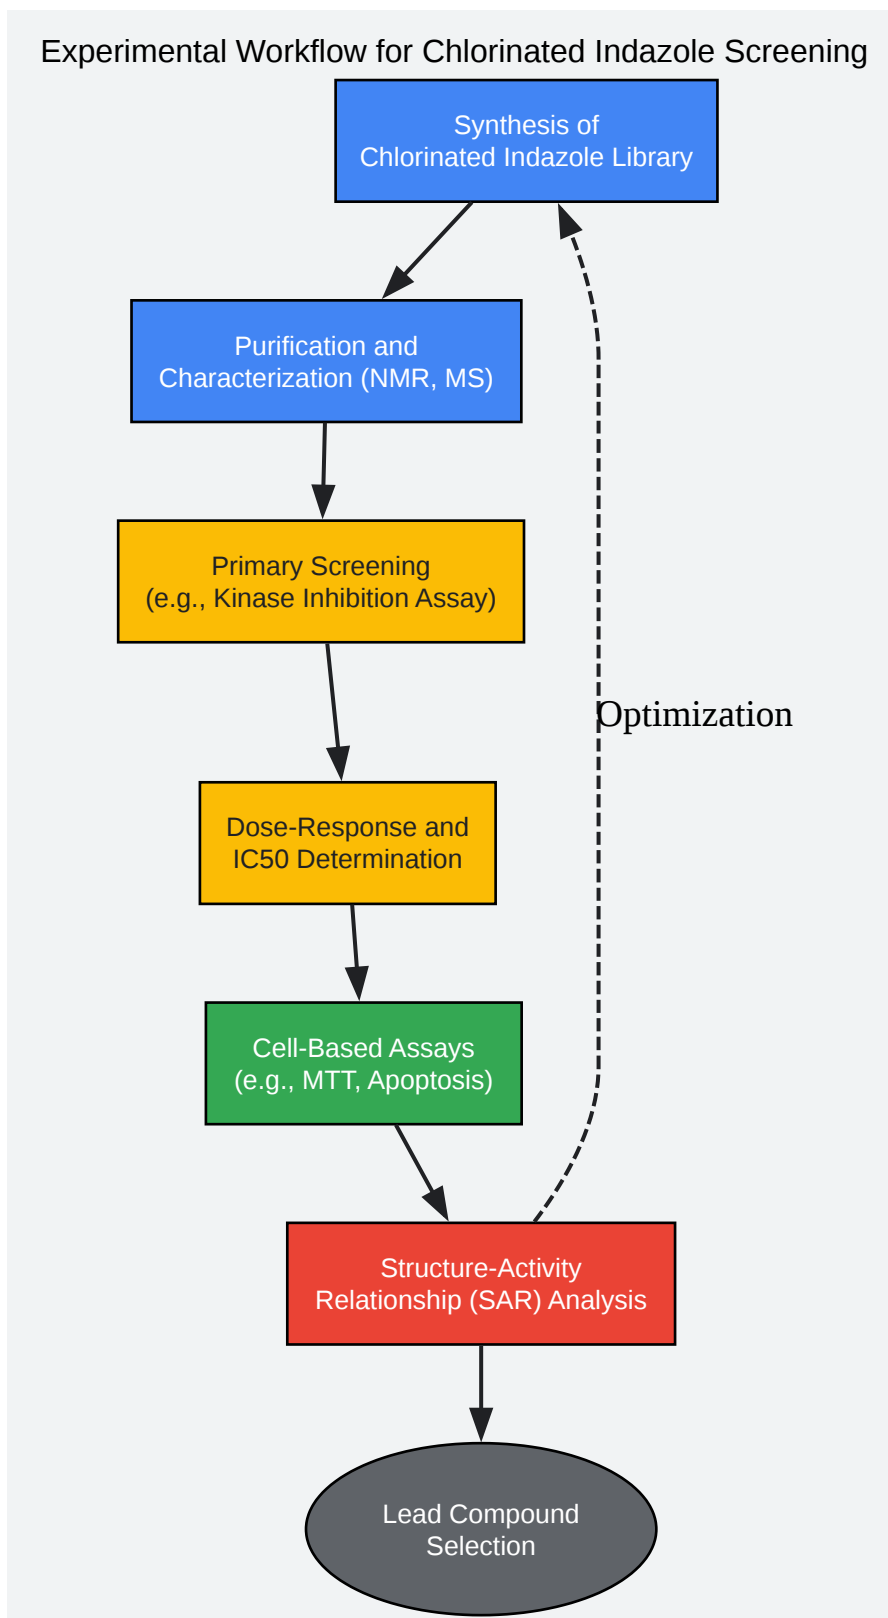 Experimental Workflow for Chlorinated Indazole Screening
Synthesis of
Chlorinated Indazole Library
Purification and
Characterization (NMR, MS)
Primary Screening
(e.g., Kinase Inhibition Assay)
Optimization
Dose-Response and
IC50 Determination
Cell-Based Assays
(e.g., MTT, Apoptosis)
Structure-Activity
Relationship (SAR) Analysis
Lead Compound
Selection